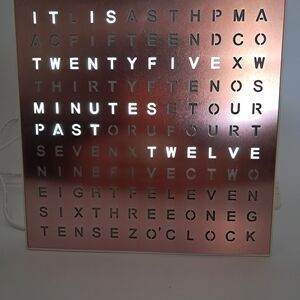 ITLISASTHPMA
ACFIFTEENDCO
TWENTYFIVEXW
THIRTYFTENOS
MINUTESETOUR
PASTORUFOURT
SEVENXTWELVE
NINEFIVECTWO
EIGHTFELEVEN
SIXTHREEONEG
TENSEZO'CLOCK